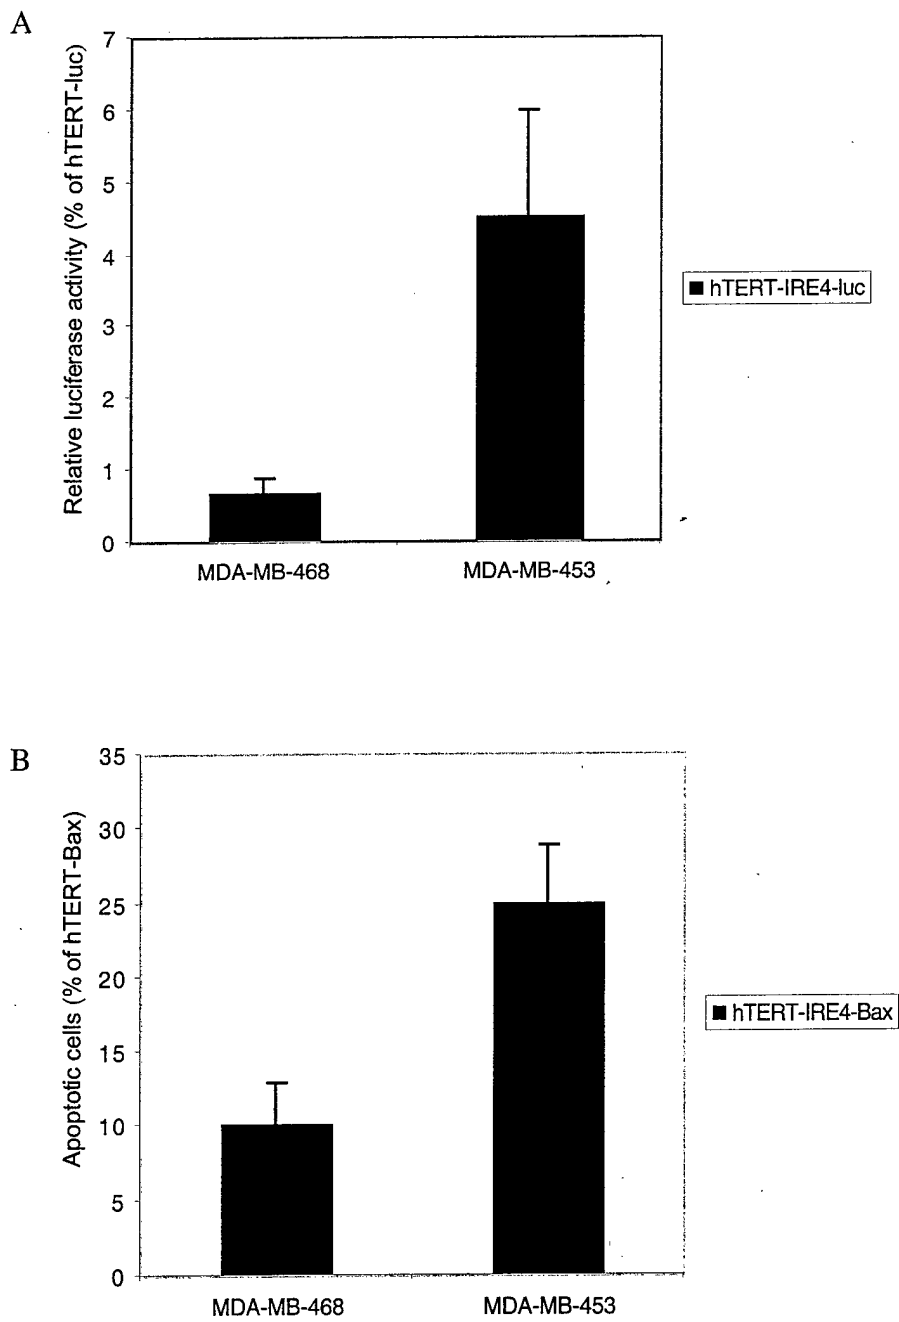 A
Relative luciferase activity (% of hTERT-luc)
7
6
5
4
3
2
1
0
MDA-MB-468
MDA-MB-453
hTERT-IRE4-luc
B
Apoptotic cells (% of hTERT-Bax)
35
30
25
20
15
10
5
0
MDA-MB-468
MDA-MB-453
hTERT-IRE4-Bax